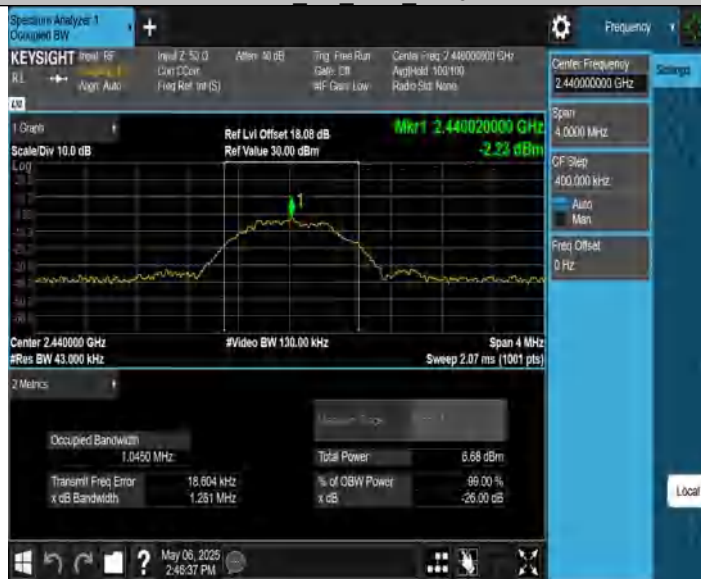 Spectrum Analyzer 1
Occupied BW
+
Frequency
KEYSIGHT Input: RF
RL
Align: Auto
Input Z: 50 Ω
Corr CCorr
Freq Ref: Int (S)
Atten: 40 dB
Trig: Free Run
Gate: Off
#IF Gain: Low
Center Freq: 2.440000000 GHz
Avg|Hold: 100/100
Radio Std: None
Center Frequency
2.440000000 GHz
Settings
Span
4.0000 MHz
CF Step
400.000 kHz
Auto
Man
Freq Offset
0 Hz
1 Graph
Scale/Div 10.0 dB
Log
Ref Lvl Offset 18.08 dB
Ref Value 30.00 dBm
Mkr1 2.440020000 GHz
-2.23 dBm
1
Center 2.440000 GHz
#Res BW 43.000 kHz
#Video BW 130.00 kHz
Span 4 MHz
Sweep 2.07 ms (1001 pts)
2 Metrics
Occupied Bandwidth
1.0450 MHz
Total Power 6.68 dBm
Transmit Freq Error 18.604 kHz
% of OBW Power 99.00 %
x dB Bandwidth 1.261 MHz
x dB -26.00 dB
Local
? May 06, 2025
2:46:37 PM